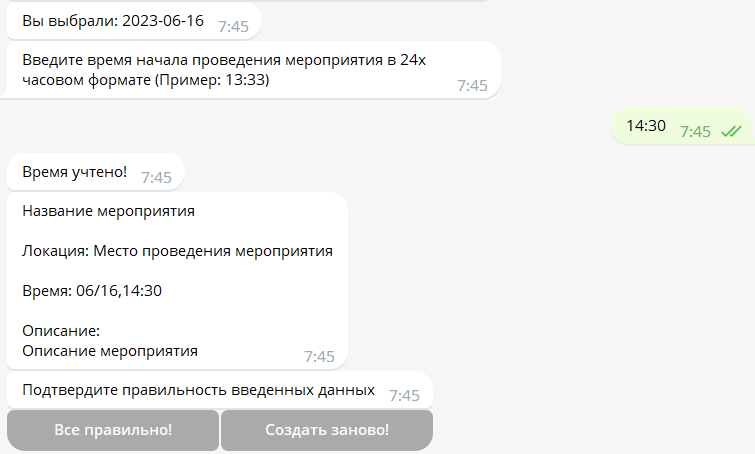 Вы выбрали: 2023-06-16 7:45
Введите время начала проведения мероприятия в 24х
часовом формате (Пример: 13:33) 7:45
14:30 7:45
Время учтено! 7:45
Название мероприятия
Локация: Место проведения мероприятия
Время: 06/16,14:30
Описание:
Описание мероприятия 7:45
Подтвердите правильность введенных данных 7:45
Все правильно! Создать заново!